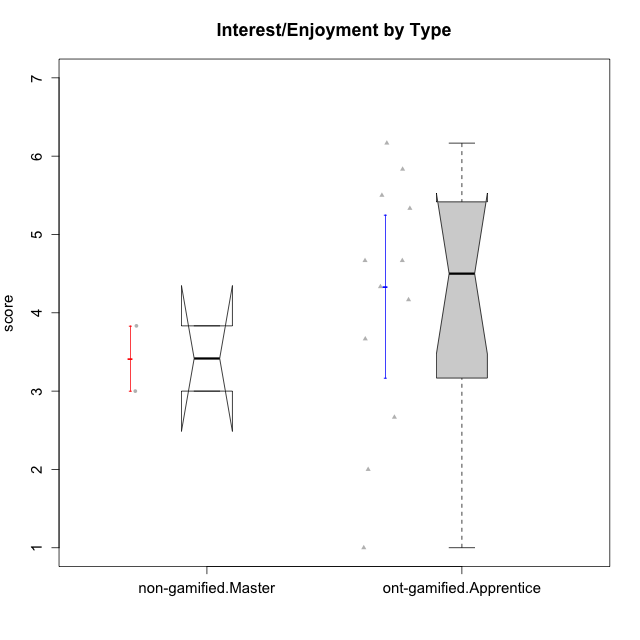 Interest/Enjoyment by Type
7
6
5
4
3
2
1
score
non-gamified.Master
ont-gamified.Apprentice